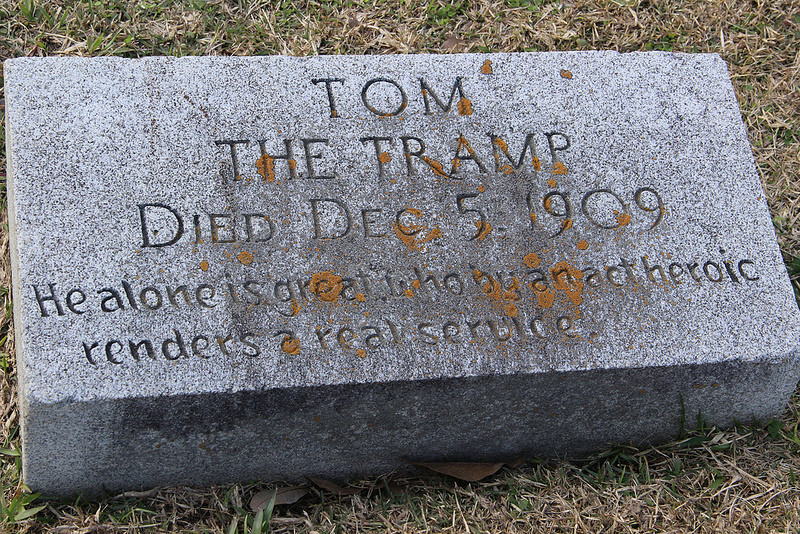 TOM
THE TRAMP
DIED DEC. 5. 1909
He alone is great, who by an act heroic
renders a real service.